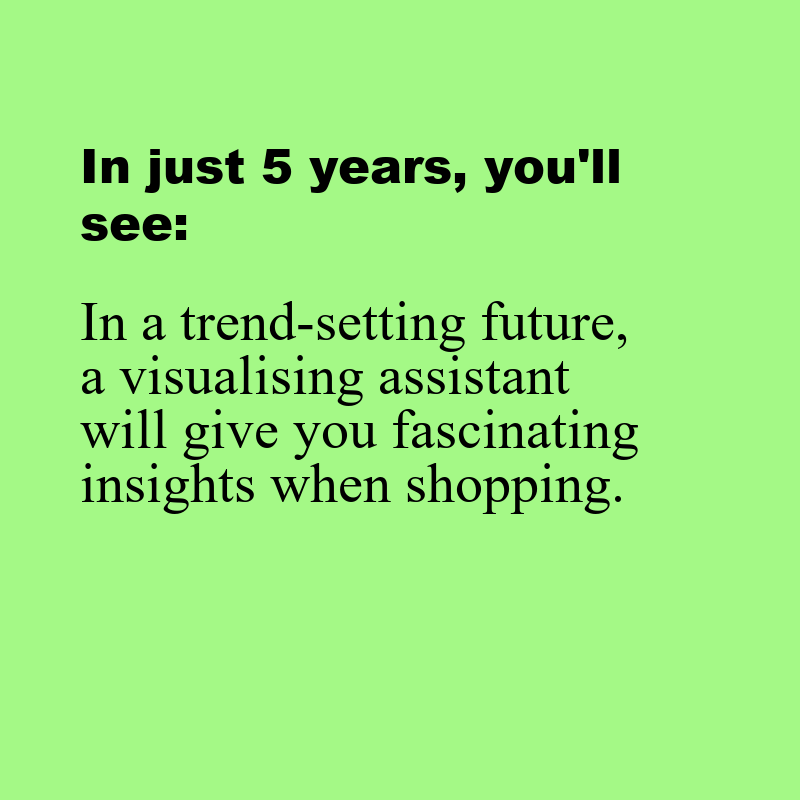 In just 5 years, you'll
see:
In a trend-setting future,
a visualising assistant
will give you fascinating
insights when shopping.